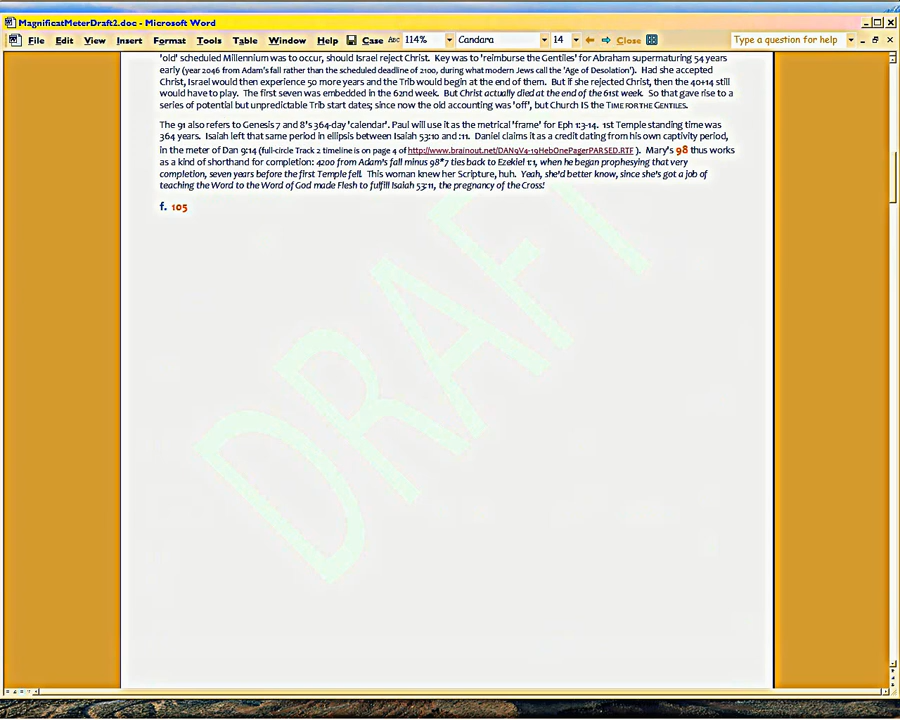 MagnificatMeterDraft2.doc - Microsoft Word
File Edit View Insert Format Tools Table Window Help Case Abc 114% Candara 14 Close Type a question for help
'old' scheduled Millennium was to occur, should Israel reject Christ. Key was to 'reimburse the Gentiles' for Abraham supermaturing 54 years
early (year 2046 from Adam's fall rather than the scheduled deadline of 2100, during what modern Jews call the 'Age of Desolation'). Had she accepted
Christ, Israel would then experience 50 more years and the Trib would begin at the end of them. But if she rejected Christ, then the 40+14 still
would have to play. The first seven was embedded in the 62nd week. But Christ actually died at the end of the 61st week. So that gave rise to a
series of potential but unpredictable Trib start dates; since now the old accounting was 'off', but Church IS the TIME FOR THE GENTILES.
The 91 also refers to Genesis 7 and 8's 364-day 'calendar'. Paul will use it as the metrical 'frame' for Eph 1:3-14. 1st Temple standing time was
364 years. Isaiah left that same period in ellipsis between Isaiah 53:10 and :11. Daniel claims it as a credit dating from his own captivity period,
in the meter of Dan 9:14 (full-circle Track 2 timeline is on page 4 of http://www.brainout.net/DAN9V4-19HebOnePagerPARSED.RTF ). Mary's 98 thus works
as a kind of shorthand for completion: 4200 from Adam's fall minus 98*7 ties back to Ezekiel 1:1, when he began prophesying that very
completion, seven years before the first Temple fell. This woman knew her Scripture, huh. Yeah, she'd better know, since she's got a job of
teaching the Word to the Word of God made Flesh to fulfill Isaiah 53:11, the pregnancy of the Cross!
f. 105
DRAFT